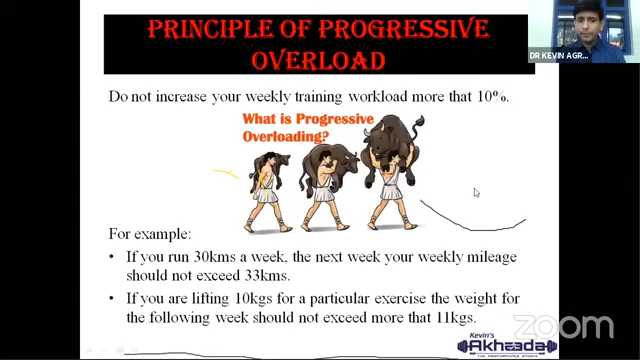 PRINCIPLE OF PROGRESSIVE
OVERLOAD
DR KEVIN AGR...
Do not increase your weekly training workload more that 10%.
What is Progressive
Overloading?
For example:
• If you run 30kms a week, the next week your weekly mileage
should not exceed 33kms.
• If you are lifting 10kgs for a particular exercise the weight for
the following week should not exceed more that 11kgs.
zoom
Kevin's
Akhaada
THE PERFORMANCE STUDIO